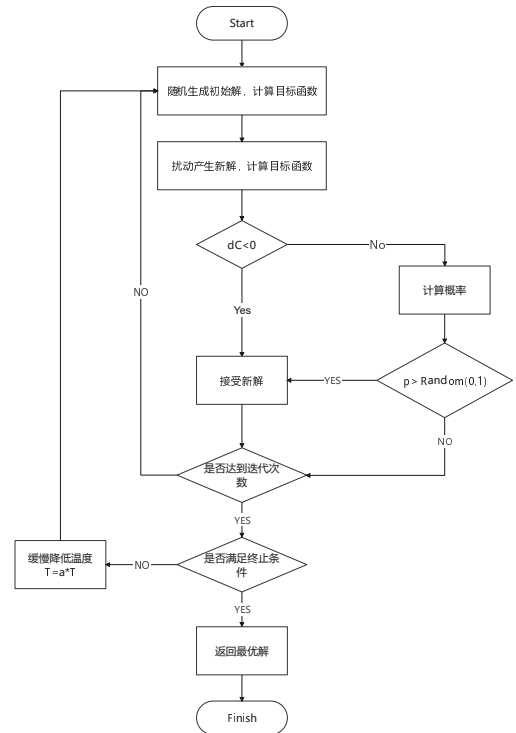 Start
随机生成初始解，计算目标函数
扰动产生新解，计算目标函数
dC<0
No
计算概率
NO
Yes
接受新解
YES
p > Random(0,1)
NO
是否达到迭代次
数
YES
缓慢降低温度
T =a*T
NO
是否满足终止条
件
YES
返回最优解
Finish